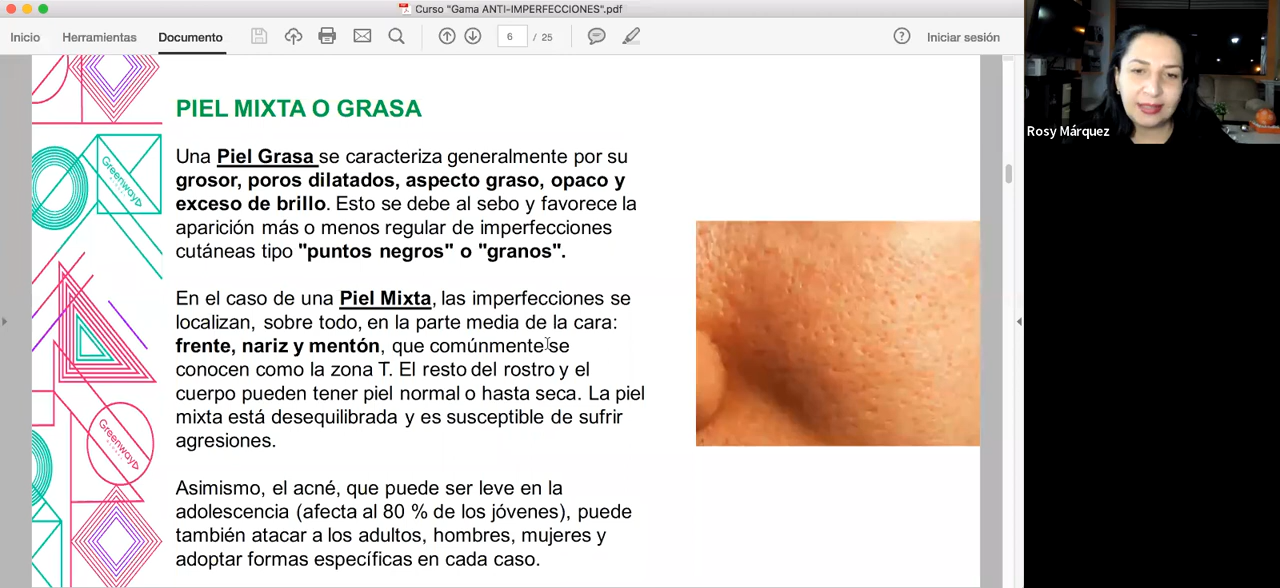 Curso "Gama ANTI-IMPERFECCIONES".pdf
Inicio
Herramientas
Documento
6
/ 25
Iniciar sesión
Rosy Márquez
PIEL MIXTA O GRASA
Una Piel Grasa se caracteriza generalmente por su
grosor, poros dilatados, aspecto graso, opaco y
exceso de brillo. Esto se debe al sebo y favorece la
aparición más o menos regular de imperfecciones
cutáneas tipo "puntos negros" o "granos".
En el caso de una Piel Mixta, las imperfecciones se
localizan, sobre todo, en la parte media de la cara:
frente, nariz y mentón, que comúnmente se
conocen como la zona T. El resto del rostro y el
cuerpo pueden tener piel normal o hasta seca. La piel
mixta está desequilibrada y es susceptible de sufrir
agresiones.
Asimismo, el acné, que puede ser leve en la
adolescencia (afecta al 80 % de los jóvenes), puede
también atacar a los adultos, hombres, mujeres y
adoptar formas específicas en cada caso.
Greenway
Greenway